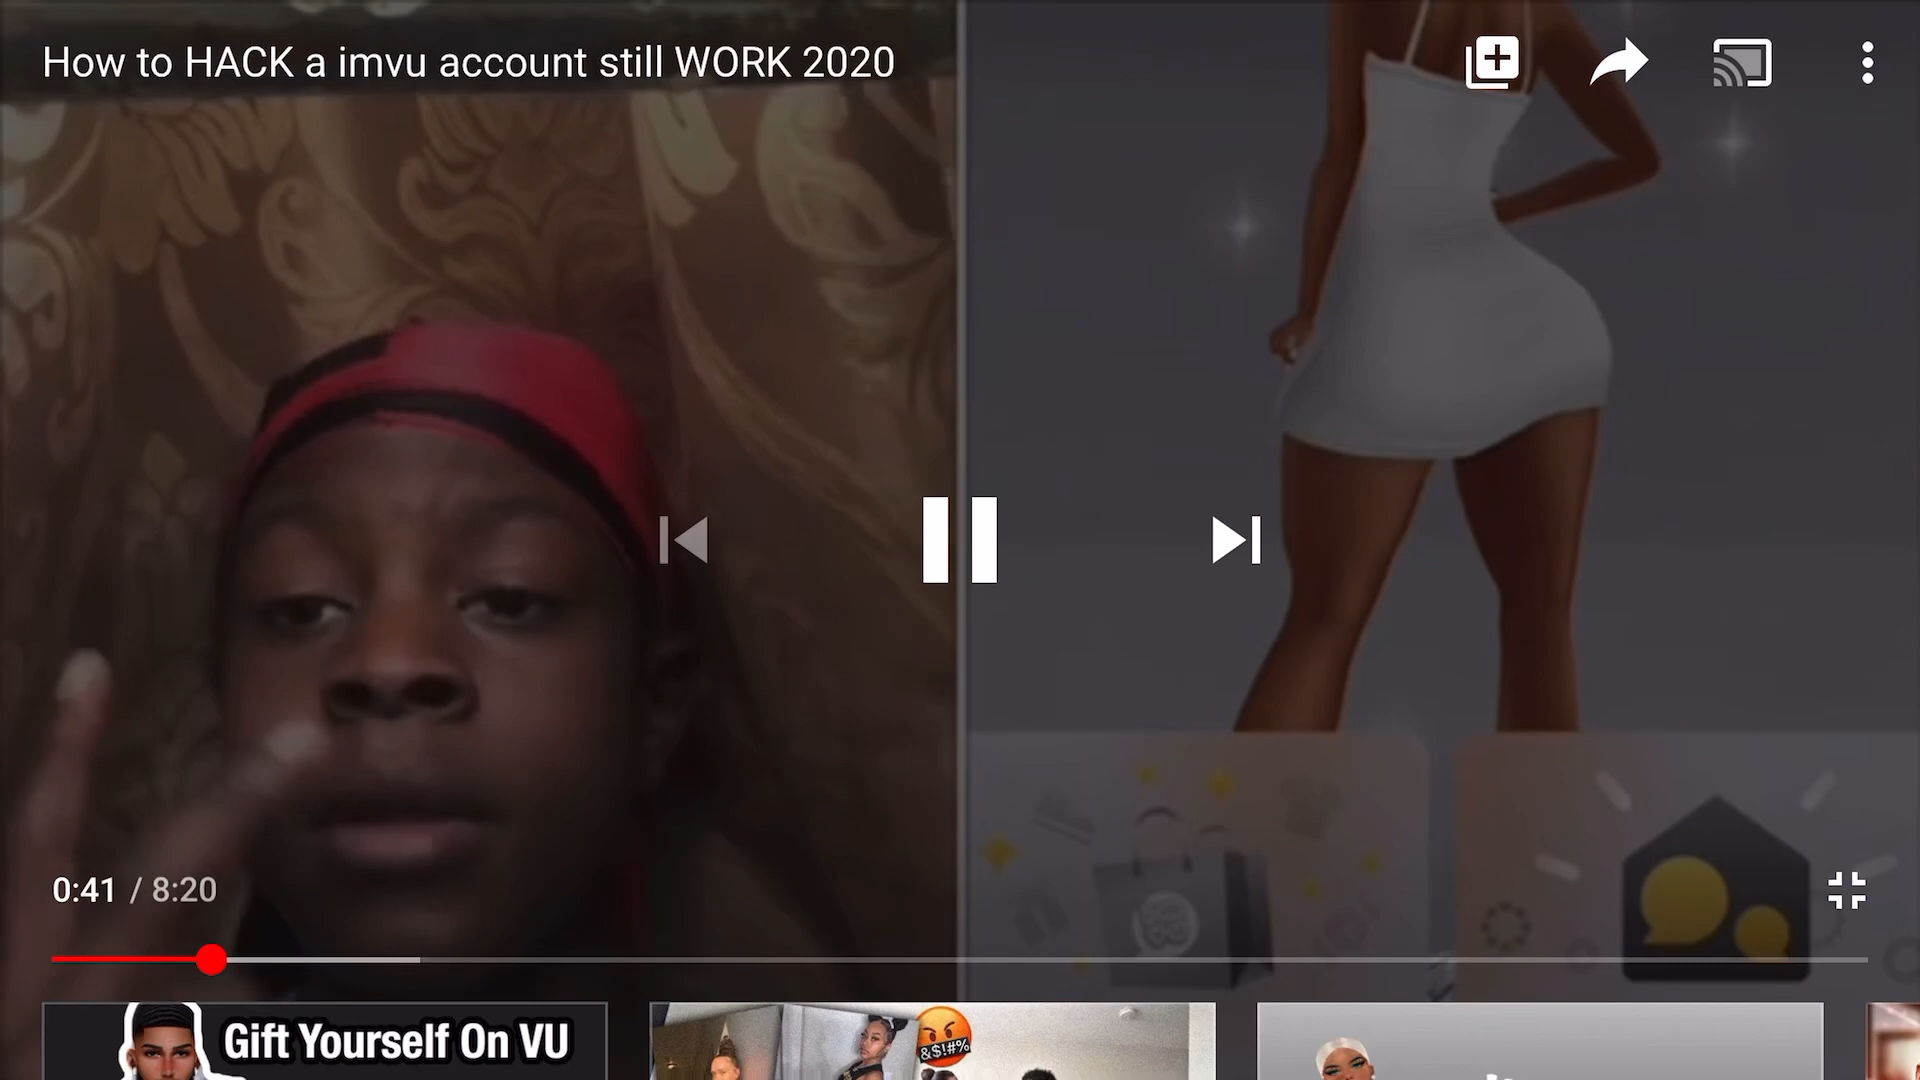 How to HACK a imvu account still WORK 2020
0:41 / 8:20
Gift Yourself On VU
&$!#%